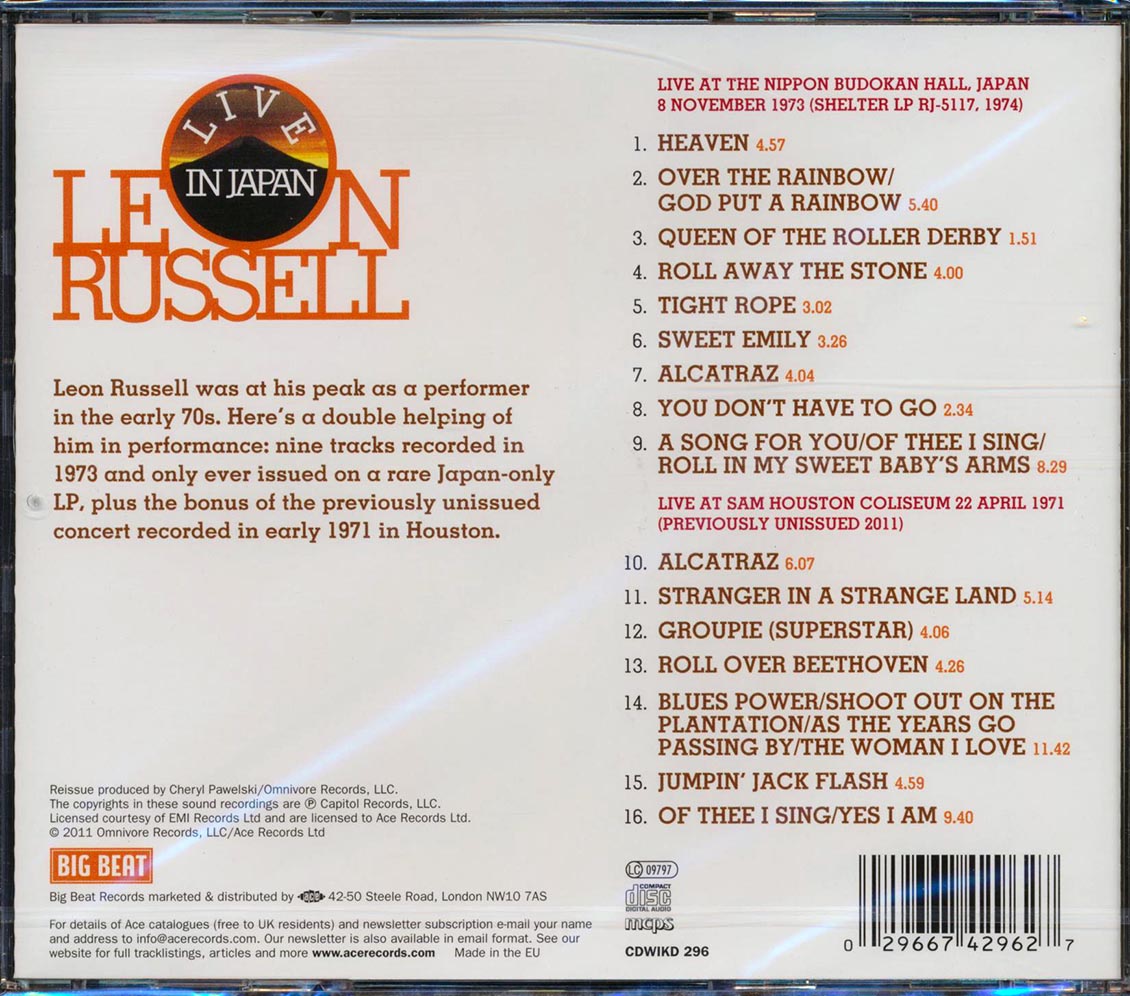 LIVE
IN JAPAN
LEON
RUSSELL
Leon Russell was at his peak as a performer
in the early 70s. Here's a double helping of
him in performance: nine tracks recorded in
1973 and only ever issued on a rare Japan-only
LP, plus the bonus of the previously unissued
concert recorded in early 1971 in Houston.
LIVE AT THE NIPPON BUDOKAN HALL, JAPAN
8 NOVEMBER 1973 (SHELTER LP RJ-5117, 1974)
1. HEAVEN 4.57
2. OVER THE RAINBOW/
GOD PUT A RAINBOW 5.40
3. QUEEN OF THE ROLLER DERBY 1.51
4. ROLL AWAY THE STONE 4.00
5. TIGHT ROPE 3.02
6. SWEET EMILY 3.26
7. ALCATRAZ 4.04
8. YOU DON'T HAVE TO GO 2.34
9. A SONG FOR YOU/OF THEE I SING/
ROLL IN MY SWEET BABY'S ARMS 8.29
LIVE AT SAM HOUSTON COLISEUM 22 APRIL 1971
(PREVIOUSLY UNISSUED 2011)
10. ALCATRAZ 6.07
11. STRANGER IN A STRANGE LAND 5.14
12. GROUPIE (SUPERSTAR) 4.06
13. ROLL OVER BEETHOVEN 4.26
14. BLUES POWER/SHOOT OUT ON THE
PLANTATION/AS THE YEARS GO
PASSING BY/THE WOMAN I LOVE 11.42
15. JUMPIN' JACK FLASH 4.59
16. OF THEE I SING/YES I AM 9.40
Reissue produced by Cheryl Pawelski/Omnivore Records, LLC.
The copyrights in these sound recordings are ℗ Capitol Records, LLC.
Licensed courtesy of EMI Records Ltd and are licensed to Ace Records Ltd.
© 2011 Omnivore Records, LLC/Ace Records Ltd
BIG BEAT
Big Beat Records marketed & distributed by ACE 42-50 Steele Road, London NW10 7AS
For details of Ace catalogues (free to UK residents) and newsletter subscription e-mail your name
and address to info@acerecords.com. Our newsletter is also available in email format. See our
website for full tracklistings, articles and more www.acerecords.com Made in the EU
LC 09797
COMPACT
disc
DIGITAL AUDIO
mcps
CDWIKD 296
0 29667 42962 7